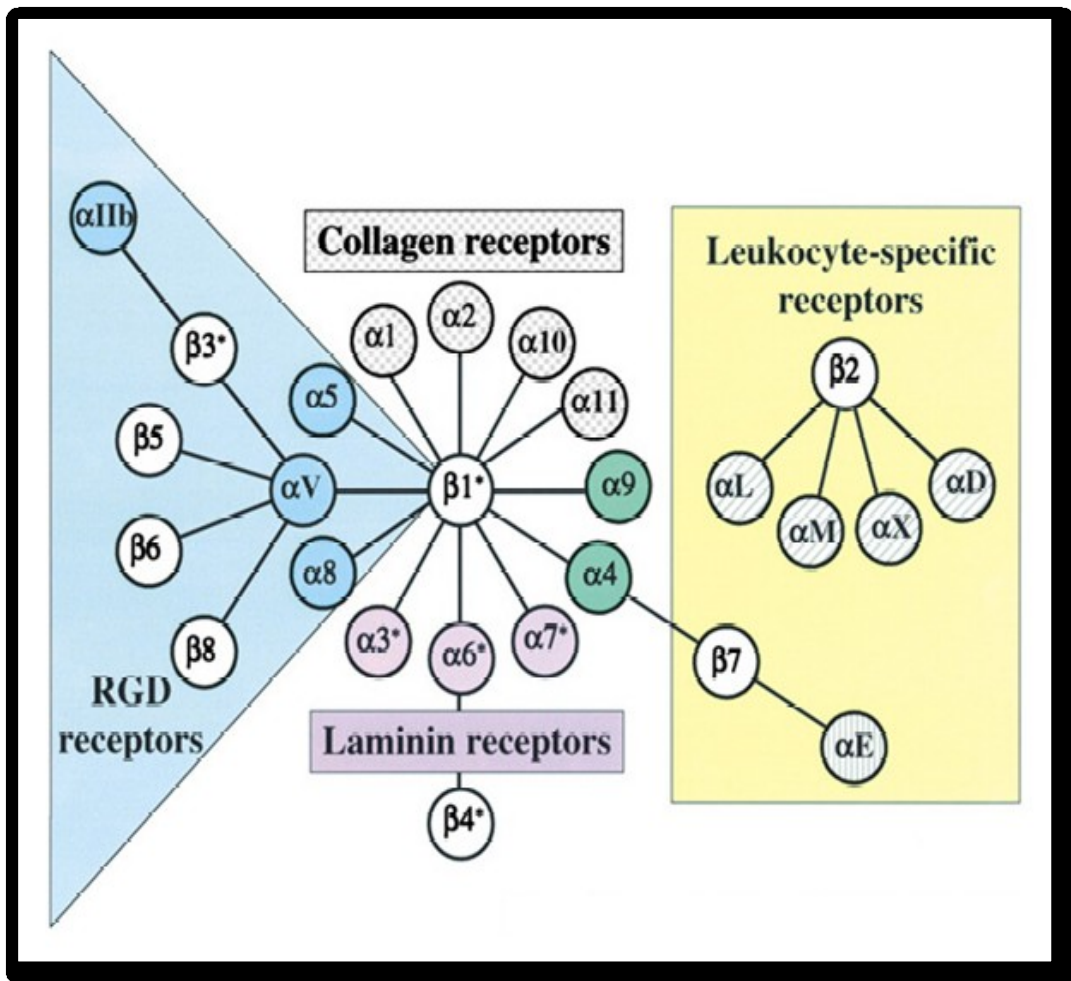 αIIb
β3*
β5
αV
β6
β8
RGD
receptors
α5
α8
Collagen receptors
α1
α2
α10
α11
β1*
α9
α4
α3*
α6*
α7*
Laminin receptors
β4*
Leukocyte-specific
receptors
β2
αL
αM
αX
αD
β7
αE